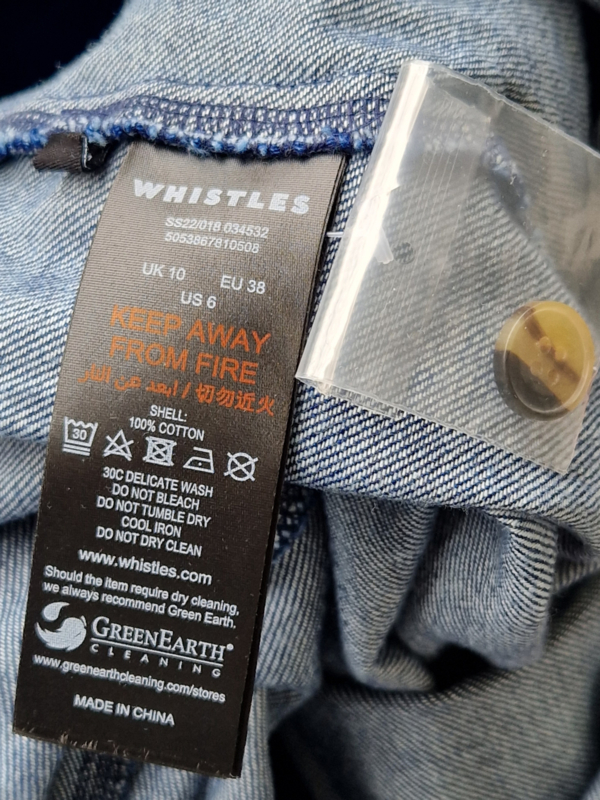 WHISTLES
SS22/018 034532
5053867810508
UK 10 EU 38
US 6
KEEP AWAY
FROM FIRE
ابعد عن النار / 切勿近火
SHELL:
100% COTTON
30
30C DELICATE WASH
DO NOT BLEACH
DO NOT TUMBLE DRY
COOL IRON
DO NOT DRY CLEAN
www.whistles.com
Should the item require dry cleaning,
we always recommend Green Earth.
GREENEARTH®
CLEANING
www.greenearthcleaning.com/stores
MADE IN CHINA